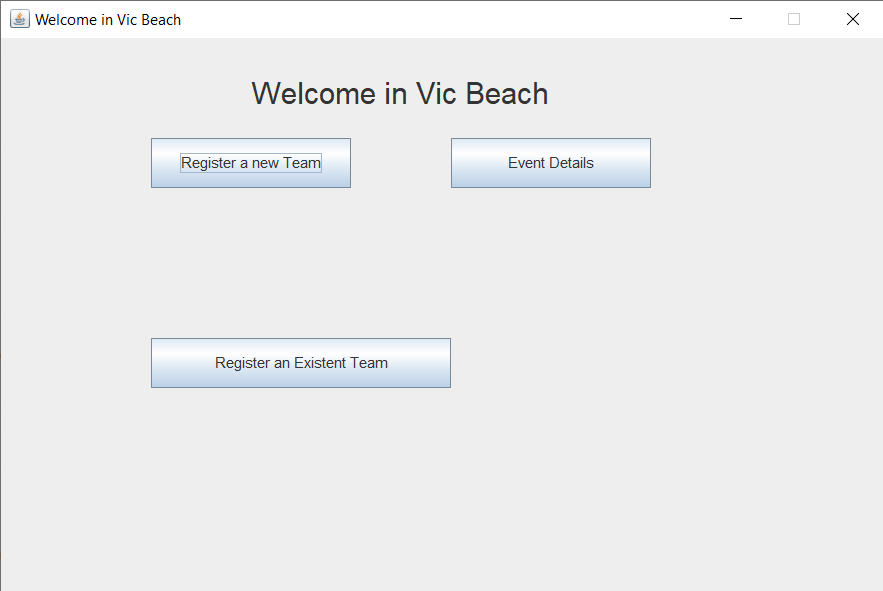 Welcome in Vic Beach
Welcome in Vic Beach
Register a new Team
Event Details
Register an Existent Team